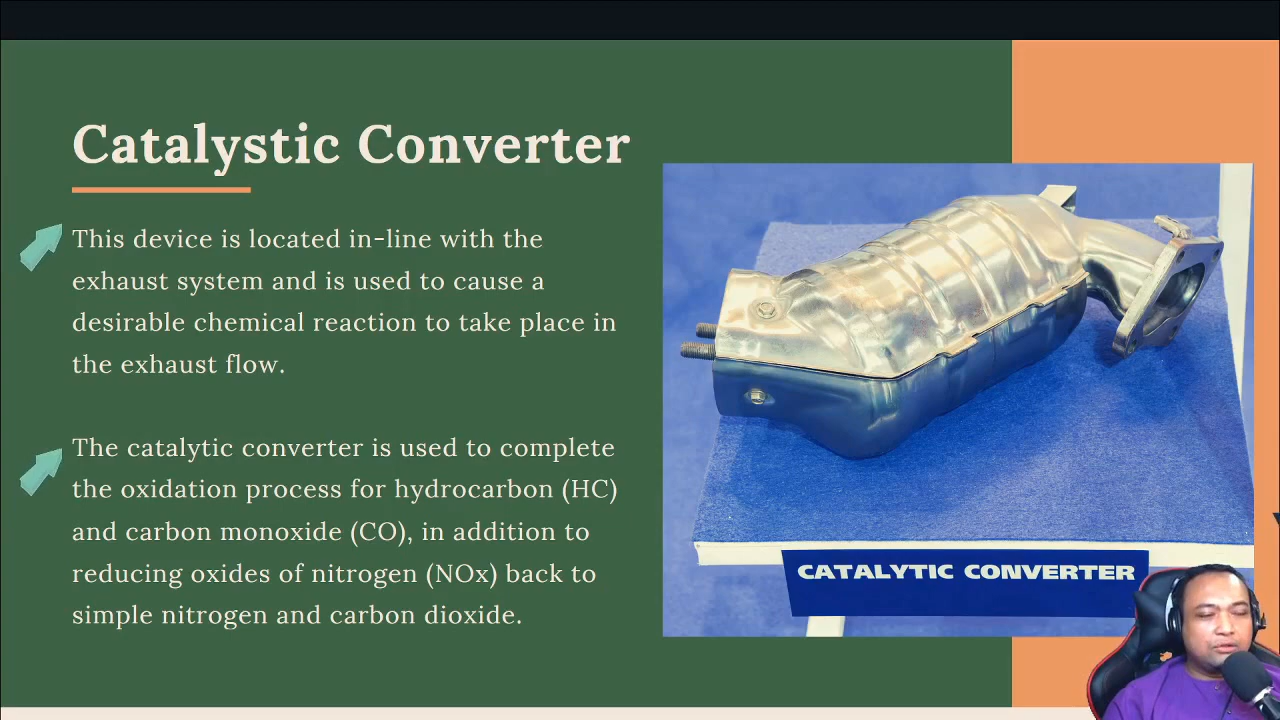 Catalystic Converter
This device is located in-line with the
exhaust system and is used to cause a
desirable chemical reaction to take place in
the exhaust flow.
The catalytic converter is used to complete
the oxidation process for hydrocarbon (HC)
and carbon monoxide (CO), in addition to
reducing oxides of nitrogen (NOx) back to
simple nitrogen and carbon dioxide.
CATALYTIC CONVERTER